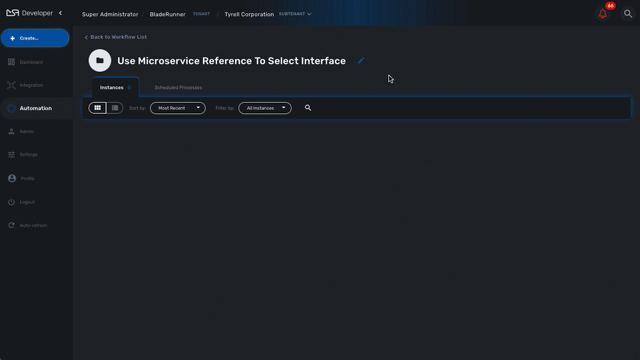 MSA Developer
Super Administrator / BladeRunner TENANT / Tyrell Corporation SUBTENANT
66
+ Create...
Back to Workflow List
Dashboard
Use Microservice Reference To Select Interface
Integration
Instances 0 Scheduled Processes
Automation
Sort by: Most Recent Filter by: All Instances
Admin
Settings
Profile
Logout
Auto-refresh